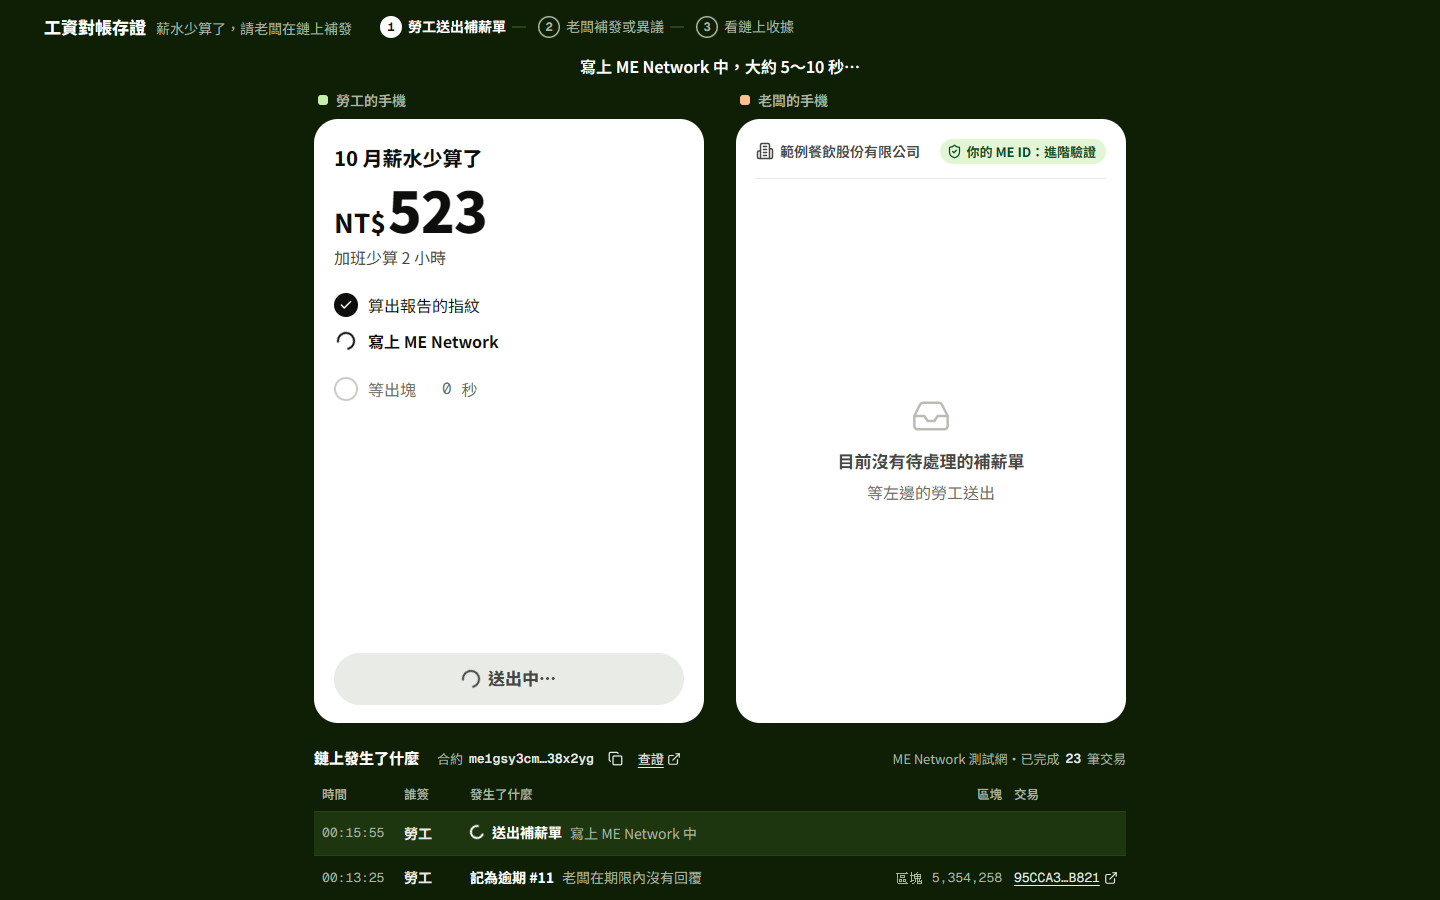 工資對帳存證 薪水少算了，請老闆在鏈上補發 1 勞工送出補薪單 2 老闆補發或異議 3 看鏈上收據
寫上 ME Network 中，大約 5～10 秒…
勞工的手機
10 月薪水少算了
NT$523
加班少算 2 小時
算出報告的指紋
寫上 ME Network
等出塊 0 秒
送出中…
老闆的手機
範例餐飲股份有限公司 你的 ME ID：進階驗證
目前沒有待處理的補薪單
等左邊的勞工送出
鏈上發生了什麼 合約 me1gsy3cm…38x2yg 查證 ME Network 測試網・已完成 23 筆交易
時間 誰簽 發生了什麼 區塊 交易
00:15:55 勞工 送出補薪單 寫上 ME Network 中
00:13:25 勞工 記為逾期 #11 老闆在期限內沒有回覆 區塊 5,354,258 95CCA3…B821